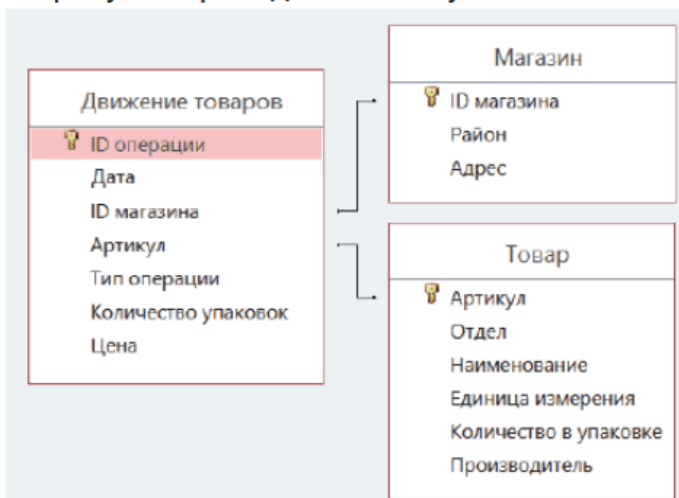 Движение товаров
ID операции
Дата
ID магазина
Артикул
Тип операции
Количество упаковок
Цена
Магазин
ID магазина
Район
Адрес
Товар
Артикул
Отдел
Наименование
Единица измерения
Количество в упаковке
Производитель